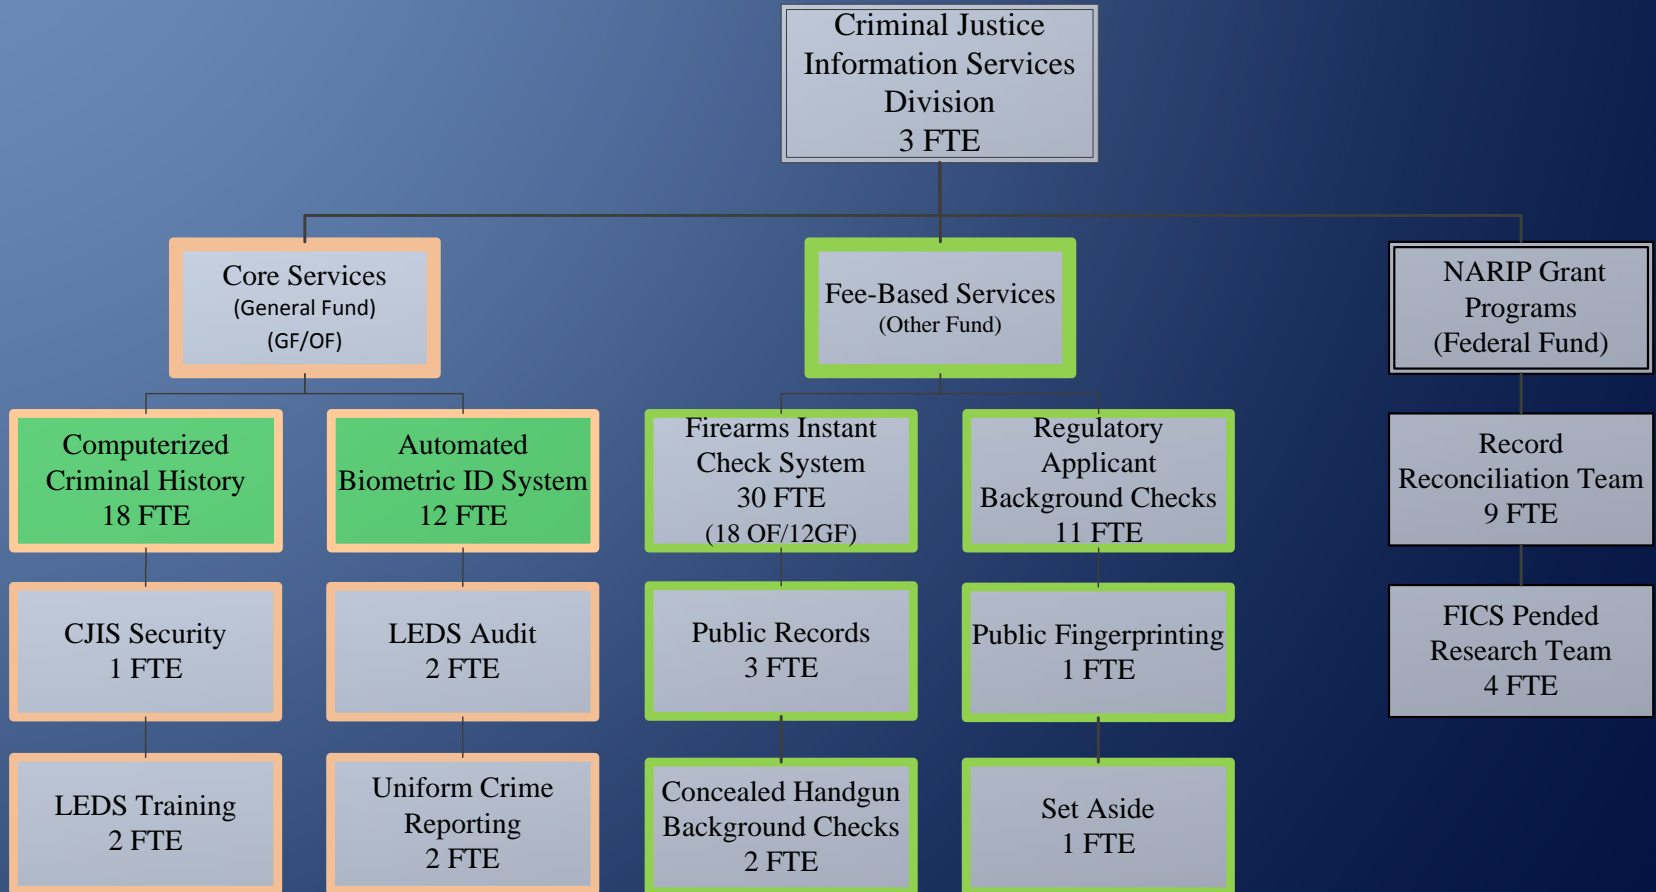 Criminal Justice
Information Services
Division
3 FTE
Core Services
(General Fund)
(GF/OF)
Fee-Based Services
(Other Fund)
NARIP Grant
Programs
(Federal Fund)
Computerized
Criminal History
18 FTE
Automated
Biometric ID System
12 FTE
Firearms Instant
Check System
30 FTE
(18 OF/12GF)
Regulatory
Applicant
Background Checks
11 FTE
Record
Reconciliation Team
9 FTE
CJIS Security
1 FTE
LEDS Audit
2 FTE
Public Records
3 FTE
Public Fingerprinting
1 FTE
FICS Pended
Research Team
4 FTE
LEDS Training
2 FTE
Uniform Crime
Reporting
2 FTE
Concealed Handgun
Background Checks
2 FTE
Set Aside
1 FTE